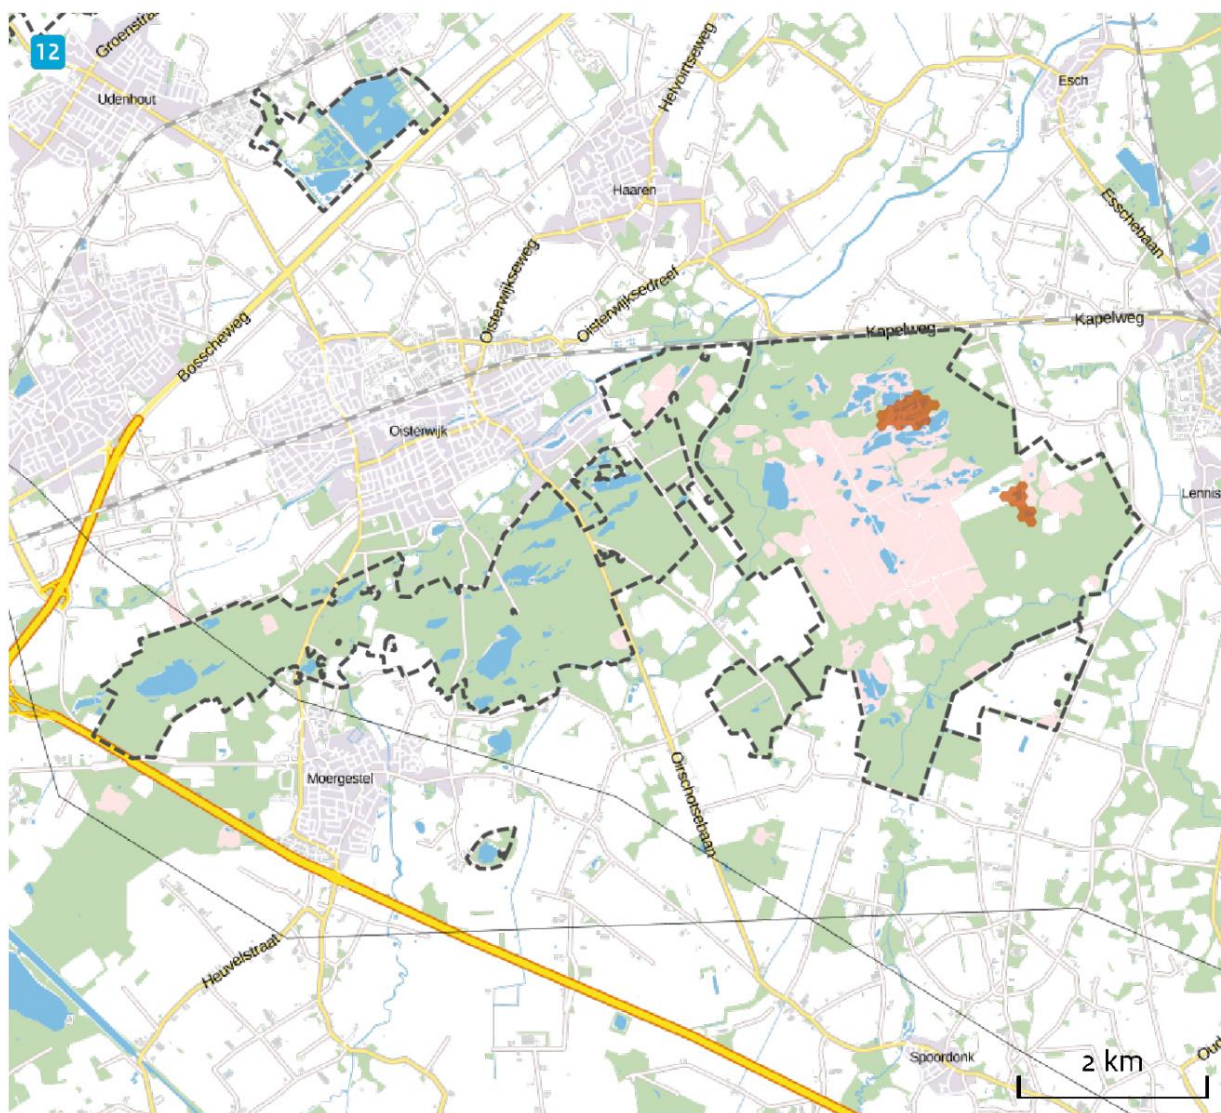 12
Groenstra
Udenhout
Helvoirtseweg
Esch
Haaren
Esschebaan
Oisterwijkseweg
Oisterwijksedreef
Bosscheweg
Kapelweg
Kapelweg
Oisterwijk
Lennis
Moergestel
Oirschotsebaan
Heuvelstraat
Spoordonk
Oud
2 km